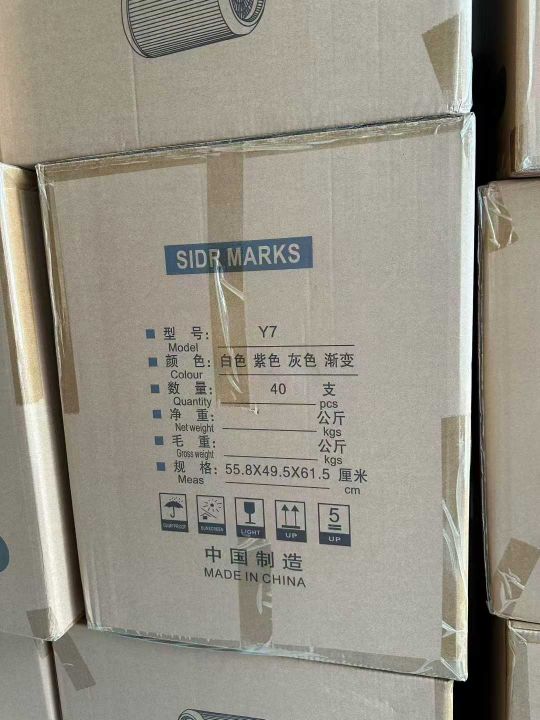 SIDR MARKS
型 号: Y7
Model
颜 色: 白色 紫色 灰色 渐变
Colour
数 量: 40 支
Quantity pcs
净 重: 公斤
Net weight kgs
毛 重: 公斤
Gross weight kgs
规 格: 55.8X49.5X61.5 厘米
Meas cm
SUNSCREEN LIGHT UP 5 UP
中国制造
MADE IN CHINA